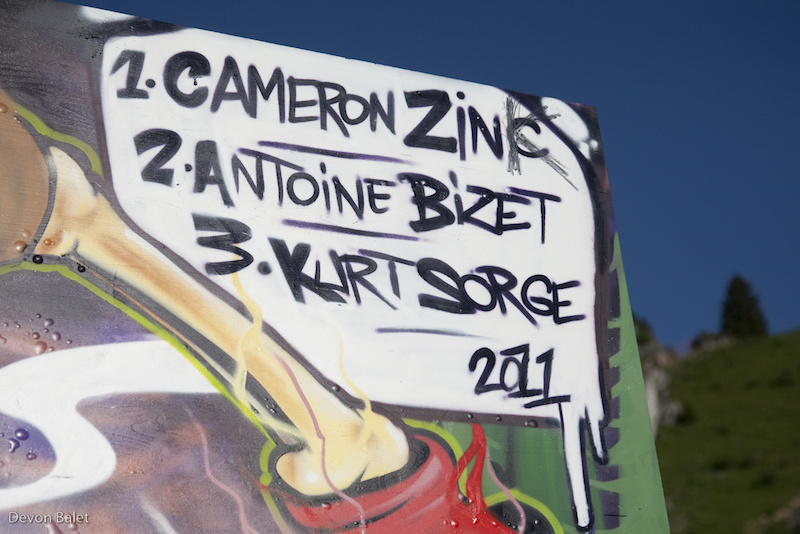 1. CAMERON ZINK
2. ANTOINE BIZET
3. KURT SORGE
2011
Devon Balet